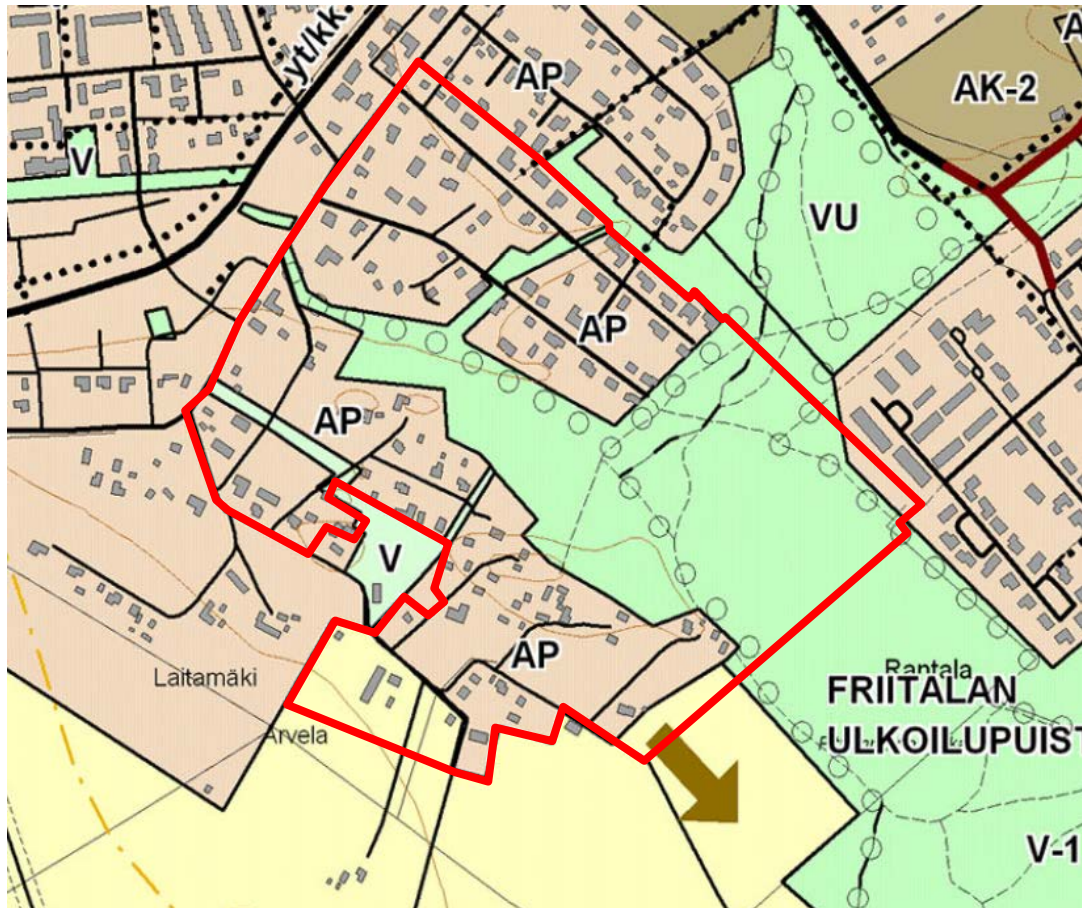 yt/kk
AP
A
AK-2
V
VU
AP
AP
V
AP
Laitamäki
Rantala
FRIITALAN
Arvela
ULKOILUPUIST
V-1